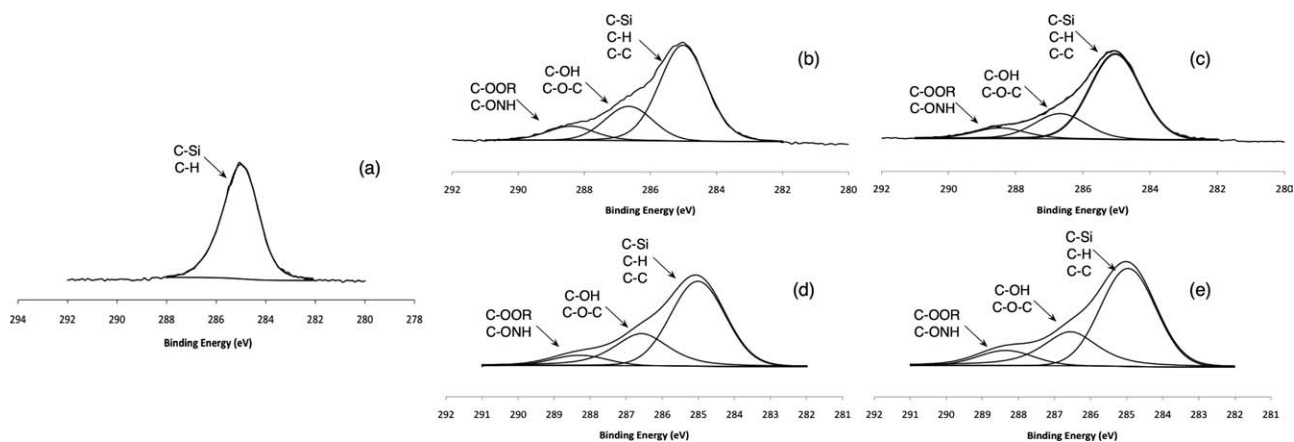 C-Si
C-H
(a)
294 292 290 288 286 284 282 280 278
Binding Energy (eV)
C-Si
C-H
C-C
C-OH
C-O-C
C-OOR
C-ONH
(b)
292 290 288 286 284 282 280
Binding Energy (eV)
C-Si
C-H
C-C
C-OH
C-O-C
C-OOR
C-ONH
(c)
292 290 288 286 284 282 280
Binding Energy (eV)
C-Si
C-H
C-C
C-OH
C-O-C
C-OOR
C-ONH
(d)
291 290 289 288 287 286 285 284 283 282 281
Binding Energy (eV)
C-Si
C-H
C-C
C-OH
C-O-C
C-OOR
C-ONH
(e)
291 290 289 288 287 286 285 284 283 282 281
Binding Energy (eV)